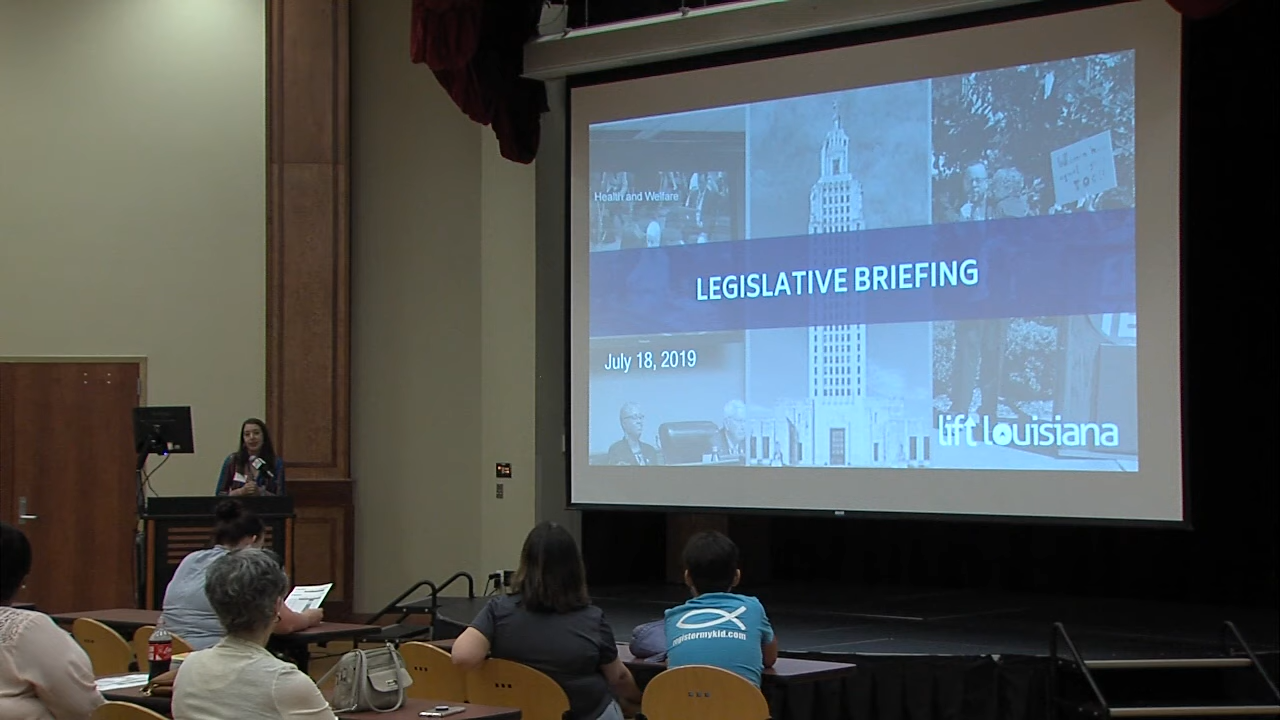 Health and Welfare
LEGISLATIVE BRIEFING
July 18, 2019
lift louisiana
registermykid.com